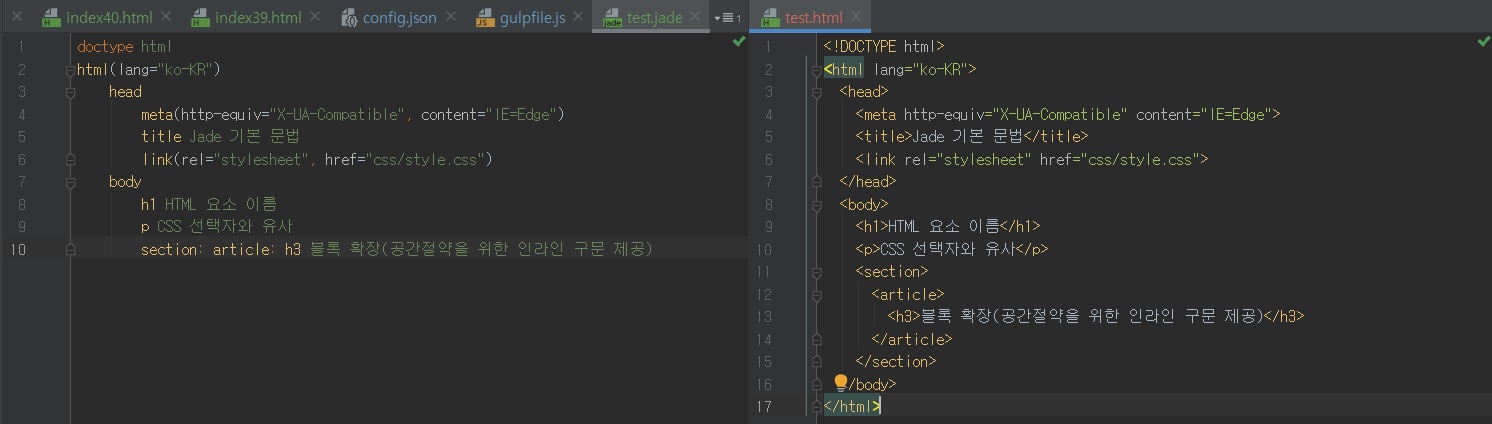 index40.html index39.html config.json gulpfile.js test.jade 1 test.html
1 doctype html
2 html(lang="ko-KR")
3 head
4 meta(http-equiv="X-UA-Compatible", content="IE=Edge")
5 title Jade 기본 문법
6 link(rel="stylesheet", href="css/style.css")
7 body
8 h1 HTML 요소 이름
9 p CSS 선택자와 유사
10 section: article: h3 블록 확장(공간절약을 위한 인라인 구문 제공)
1 <!DOCTYPE html>
2 <html lang="ko-KR">
3 <head>
4 <meta http-equiv="X-UA-Compatible" content="IE=Edge">
5 <title>Jade 기본 문법</title>
6 <link rel="stylesheet" href="css/style.css">
7 </head>
8 <body>
9 <h1>HTML 요소 이름</h1>
10 <p>CSS 선택자와 유사</p>
11 <section>
12 <article>
13 <h3>블록 확장(공간절약을 위한 인라인 구문 제공)</h3>
14 </article>
15 </section>
16 /body>
17 </html>